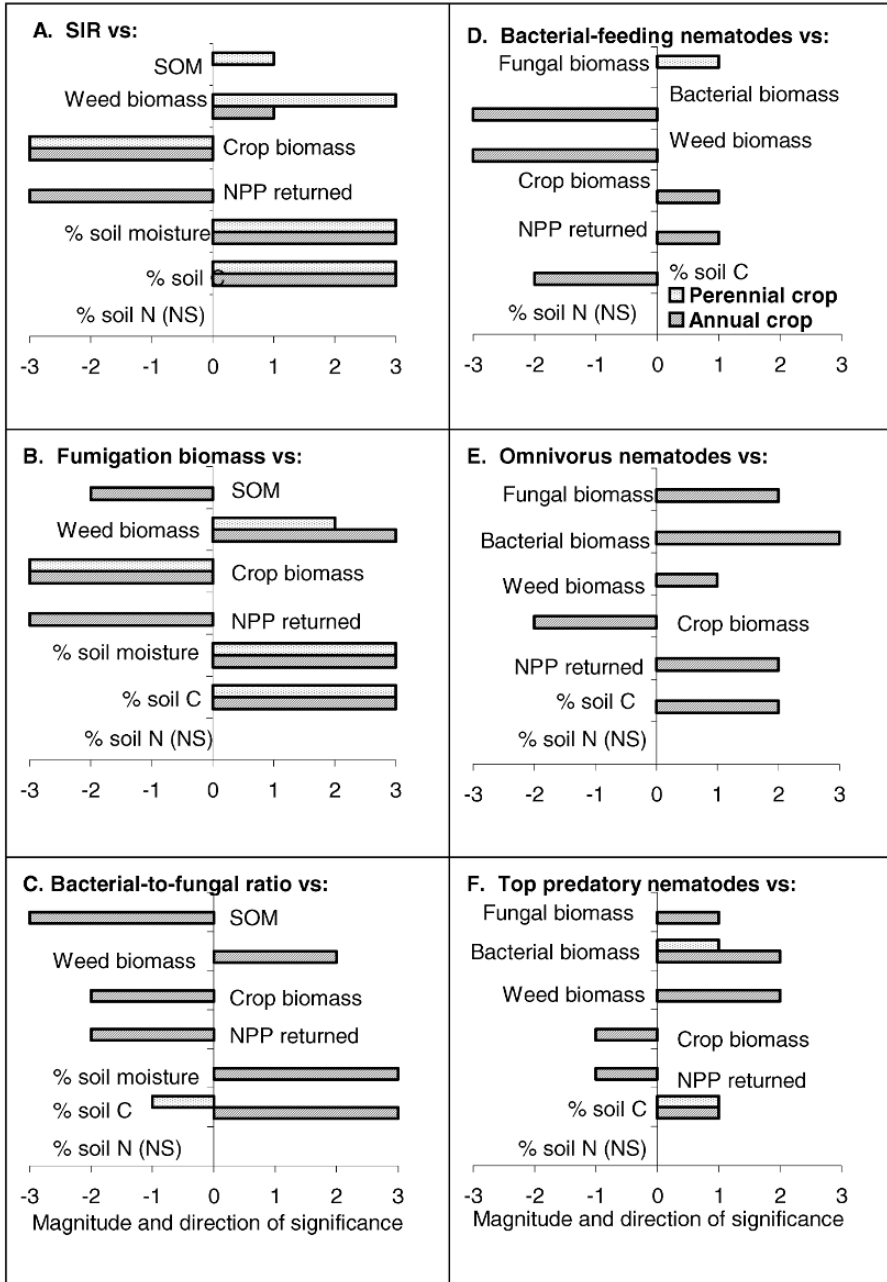 A. SIR vs:
SOM
Weed biomass
Crop biomass
NPP returned
% soil moisture
% soil C
% soil N (NS)
-3 -2 -1 0 1 2 3
B. Fumigation biomass vs:
SOM
Weed biomass
Crop biomass
NPP returned
% soil moisture
% soil C
% soil N (NS)
-3 -2 -1 0 1 2 3
C. Bacterial-to-fungal ratio vs:
SOM
Weed biomass
Crop biomass
NPP returned
% soil moisture
% soil C
% soil N (NS)
-3 -2 -1 0 1 2 3
Magnitude and direction of significance
D. Bacterial-feeding nematodes vs:
Fungal biomass
Bacterial biomass
Weed biomass
Crop biomass
NPP returned
% soil C
Perennial crop
% soil N (NS)
Annual crop
-3 -2 -1 0 1 2 3
E. Omnivorus nematodes vs:
Fungal biomass
Bacterial biomass
Weed biomass
Crop biomass
NPP returned
% soil C
% soil N (NS)
-3 -2 -1 0 1 2 3
F. Top predatory nematodes vs:
Fungal biomass
Bacterial biomass
Weed biomass
Crop biomass
NPP returned
% soil C
% soil N (NS)
-3 -2 -1 0 1 2 3
Magnitude and direction of significance